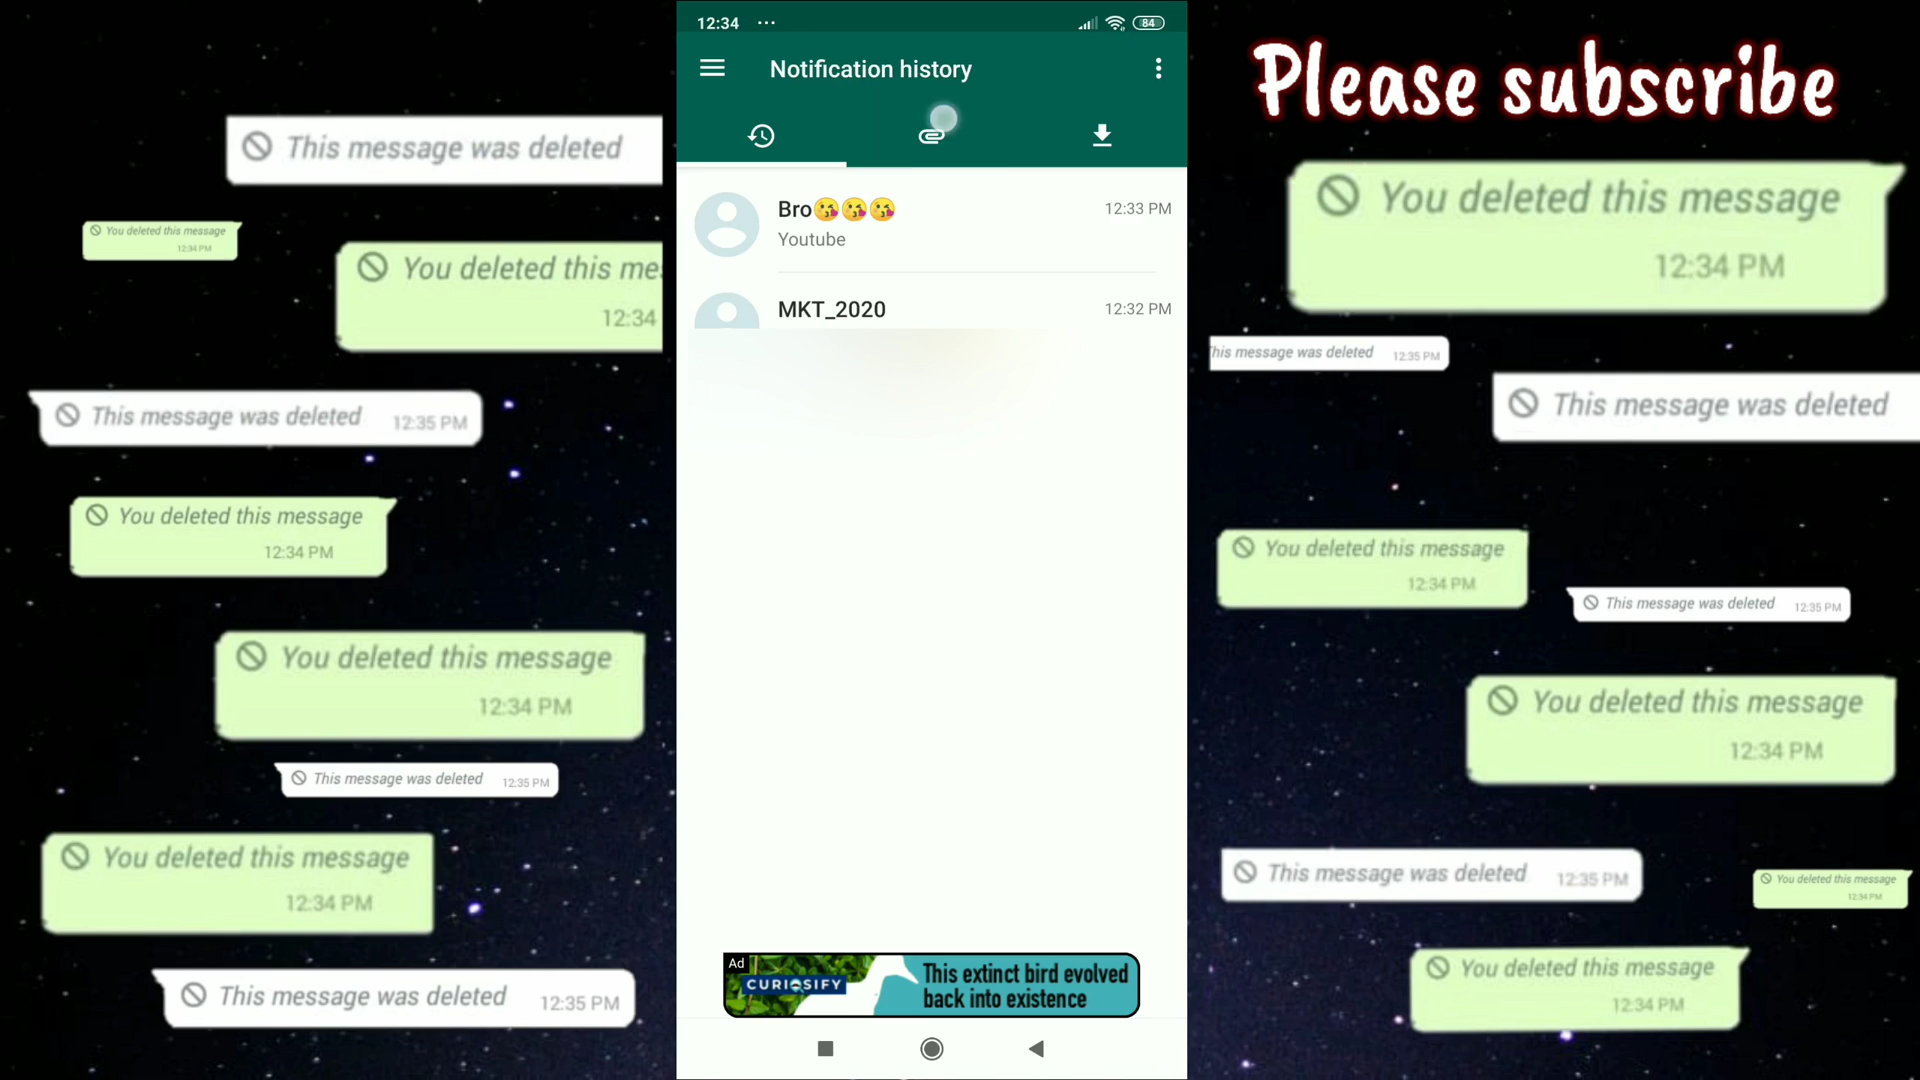 This message was deleted
You deleted this message
12:34 PM
You deleted this me
12:34
This message was deleted 12:35 PM
You deleted this message
12:34 PM
You deleted this message
12:34 PM
This message was deleted 12:35 PM
You deleted this message
12:34 PM
This message was deleted 12:35 PM
12:34 ... 84
Notification history
Bro😘😘😘 12:33 PM
Youtube
MKT_2020 12:32 PM
Ad
CURIOSIFY
This extinct bird evolved
back into existence
Please subscribe
You deleted this message
12:34 PM
This message was deleted 12:35 PM
This message was deleted
You deleted this message
12:34 PM
This message was deleted 12:35 PM
You deleted this message
12:34 PM
This message was deleted 12:35 PM
You deleted this message
12:34 PM
You deleted this message
12:34 PM